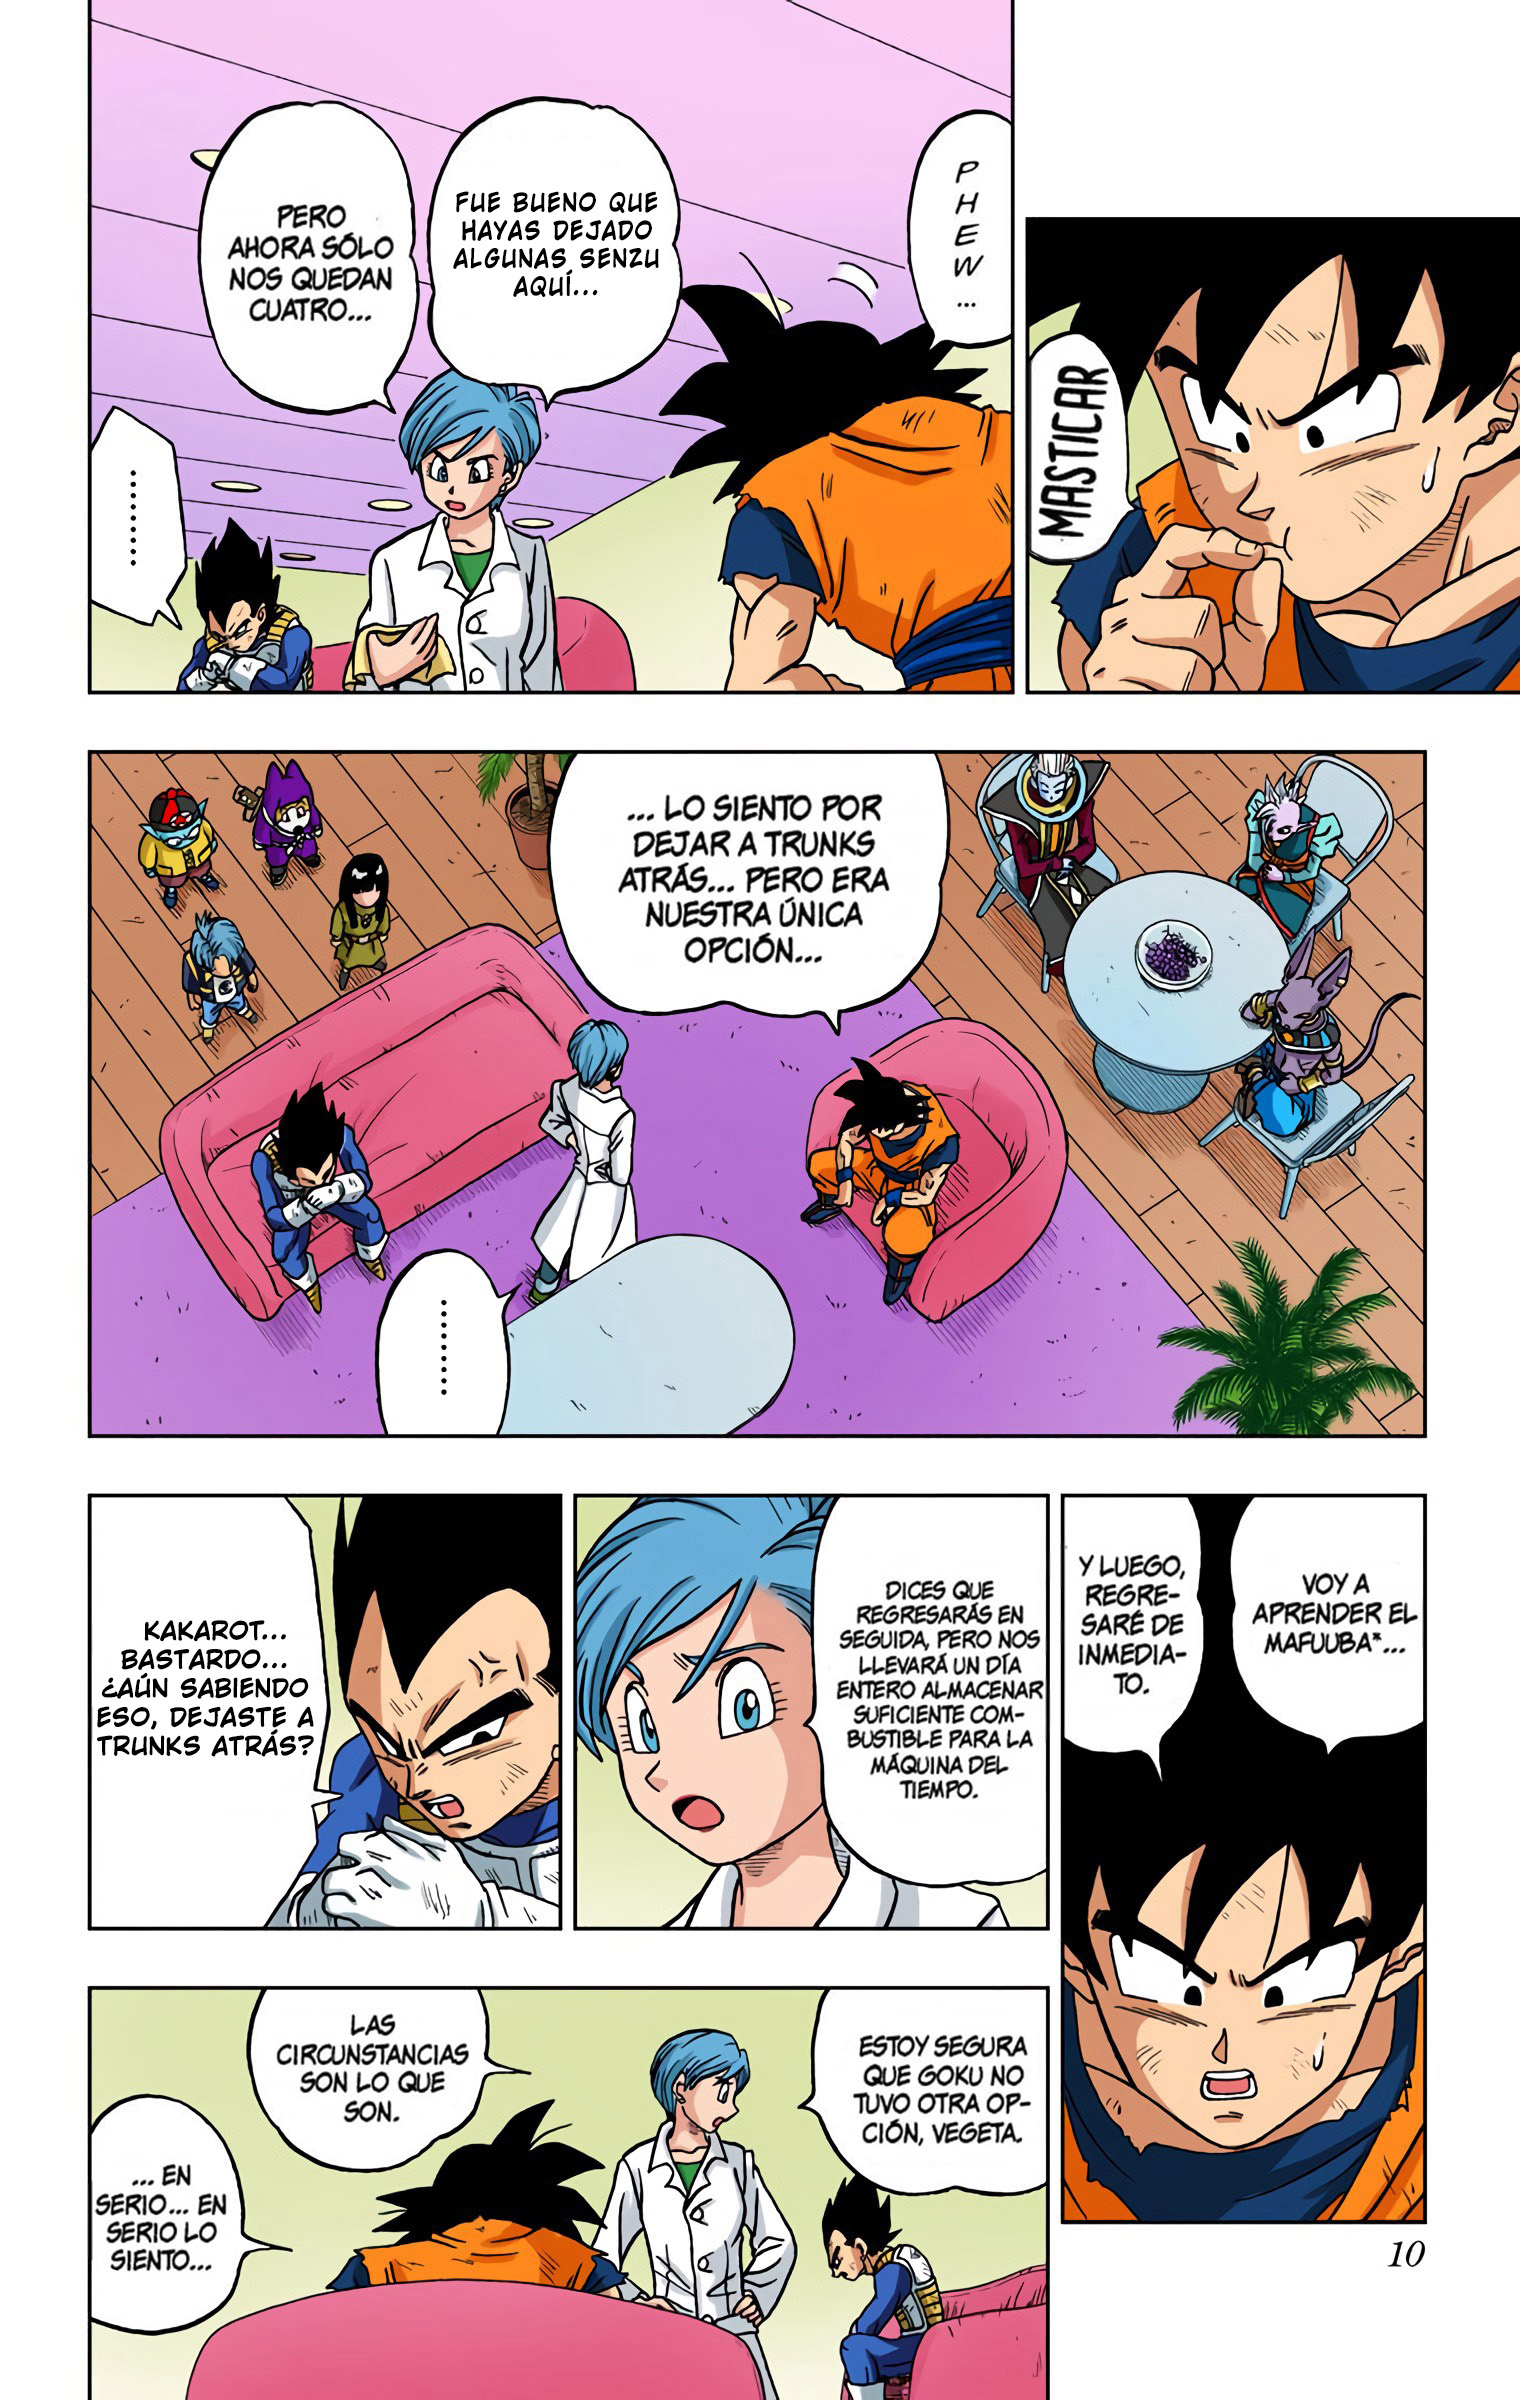 MASTICAR
PHEW...
FUE BUENO QUE
HAYAS DEJADO
ALGUNAS SENZU
AQUÍ...
PERO
AHORA SÓLO
NOS QUEDAN
CUATRO...
.........
... LO SIENTO POR
DEJAR A TRUNKS
ATRÁS... PERO ERA
NUESTRA ÚNICA
OPCIÓN...
.........
VOY A
APRENDER EL
MAFUUBA*...
Y LUEGO,
REGRE-
SARÉ DE
INMEDIA-
TO.
DICES QUE
REGRESARÁS EN
SEGUIDA, PERO NOS
LLEVARÁ UN DÍA
ENTERO ALMACENAR
SUFICIENTE COM-
BUSTIBLE PARA LA
MÁQUINA DEL
TIEMPO.
KAKAROT...
BASTARDO...
¿AÚN SABIENDO
ESO, DEJASTE A
TRUNKS ATRÁS?
ESTOY SEGURA
QUE GOKU NO
TUVO OTRA OP-
CIÓN, VEGETA.
LAS
CIRCUNSTANCIAS
SON LO QUE
SON.
... EN
SERIO... EN
SERIO LO
SIENTO...
10